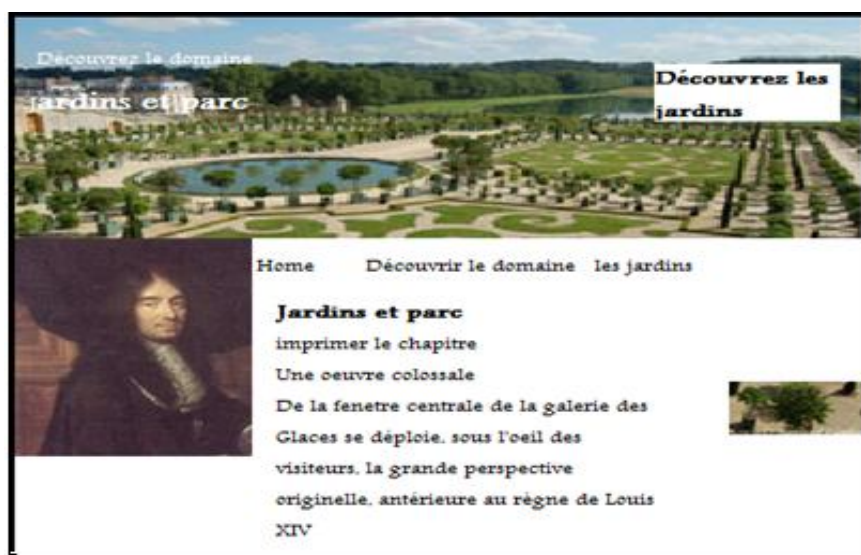 Découvrez le domaine
jardins et parc
Découvrez les
jardins
Home Découvrir le domaine les jardins
Jardins et parc
imprimer le chapitre
Une oeuvre colossale
De la fenetre centrale de la galerie des
Glaces se déploie, sous l'oeil des
visiteurs, la grande perspective
originelle, antérieure au règne de Louis
XIV